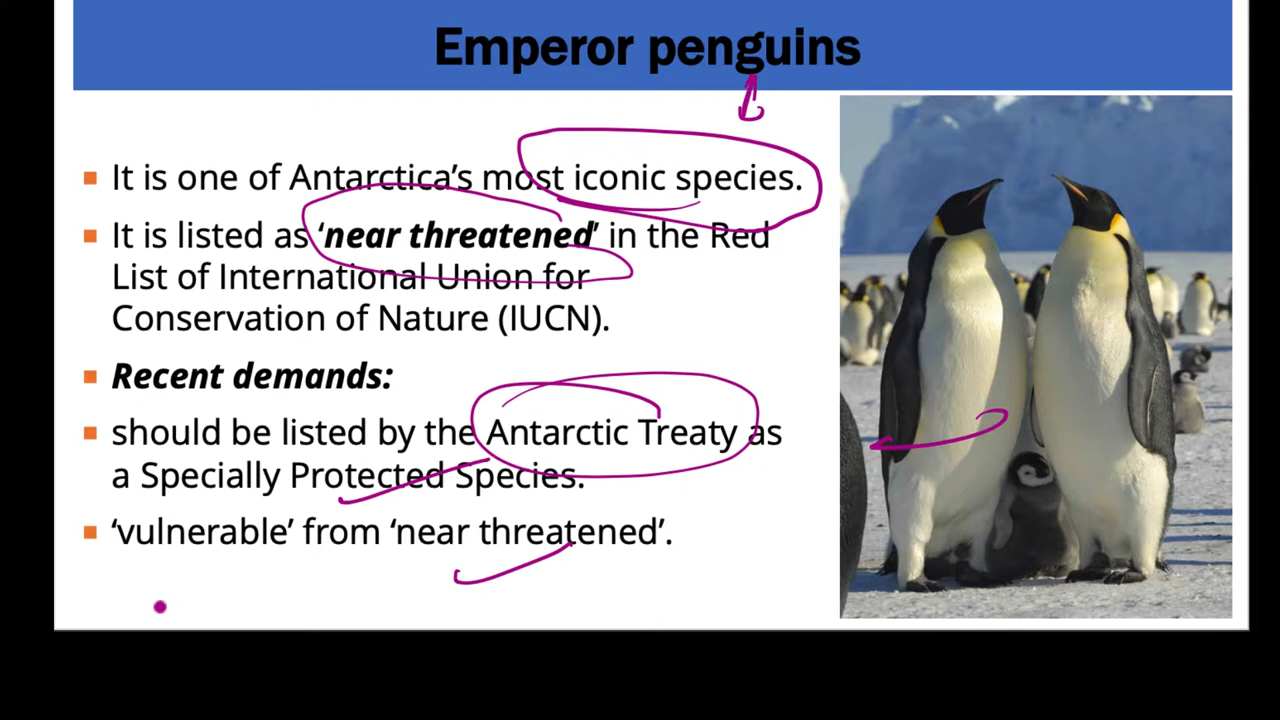 Emperor penguins
It is one of Antarctica’s most iconic species.
It is listed as ‘near threatened’ in the Red
List of International Union for
Conservation of Nature (IUCN).
Recent demands:
should be listed by the Antarctic Treaty as
a Specially Protected Species.
‘vulnerable’ from ‘near threatened’.